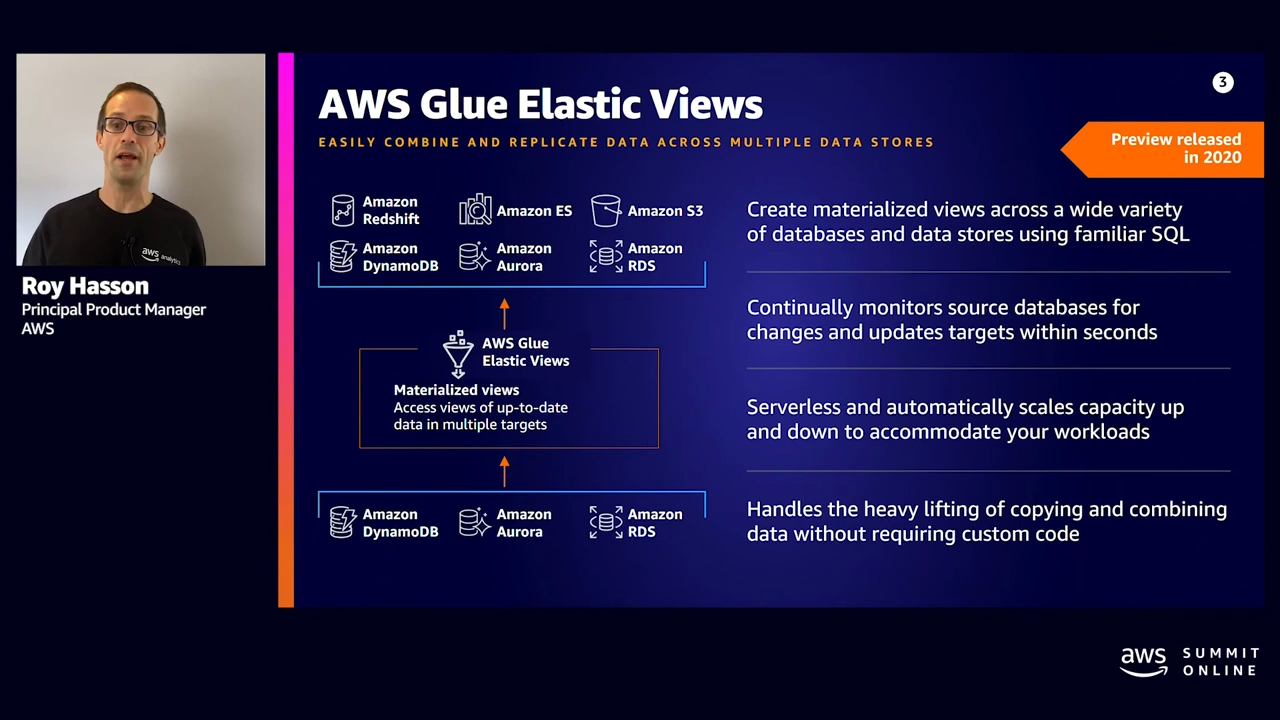 AWS Glue Elastic Views
3
EASILY COMBINE AND REPLICATE DATA ACROSS MULTIPLE DATA STORES
Preview released
in 2020
aws analytics
Roy Hasson
Principal Product Manager
AWS
Amazon
Redshift
Amazon ES
Amazon S3
Amazon
DynamoDB
Amazon
Aurora
Amazon
RDS
AWS Glue
Elastic Views
Materialized views
Access views of up-to-date
data in multiple targets
Amazon
DynamoDB
Amazon
Aurora
Amazon
RDS
Create materialized views across a wide variety
of databases and data stores using familiar SQL
Continually monitors source databases for
changes and updates targets within seconds
Serverless and automatically scales capacity up
and down to accommodate your workloads
Handles the heavy lifting of copying and combining
data without requiring custom code
aws
SUMMIT
ONLINE